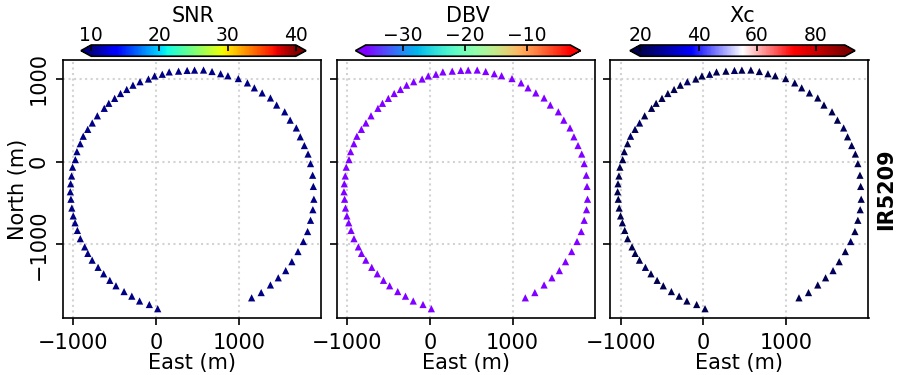 SNR
10 20 30 40
DBV
−30 −20 −10
Xc
20 40 60 80
1000
0
−1000
North (m)
−1000 0 1000
East (m)
−1000 0 1000
East (m)
−1000 0 1000
East (m)
IR5209